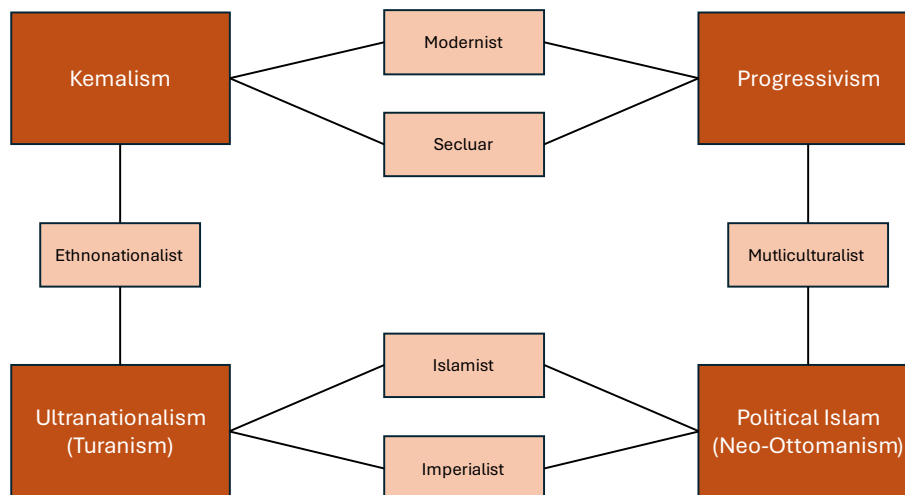 Modernist
Kemalism
Progressivism
Secluar
Ethnonationalist
Mutliculturalist
Islamist
Ultranationalism
(Turanism)
Political Islam
(Neo-Ottomanism)
Imperialist